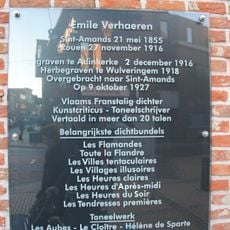 Emile Verhaeren
Sint-Amands 21 mei 1855
Rouen 27 november 1916
Begraven te Adinkerke 2 december 1916
Herbegraven te Wulveringem 1918
Overgebracht naar Sint-Amands
Op 9 oktober 1927
Vlaams Franstalig dichter
Kunstcriticus - Toneelschrijver
Vertaald in meer dan 20 talen
Belangrijkste dichtbundels
Les Flamandes
Toute la Flandre
Les Villes tentaculaires
Les Villages illusoires
Les Heures claires
Les Heures d'Après-midi
Les Heures du Soir
Les Tendresses premières
Toneelwerk
Les Aubes - Le Cloître - Hélène de Sparte